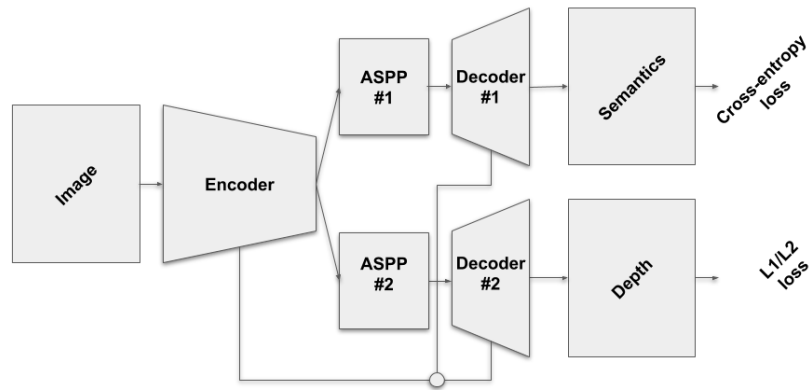 Image
Encoder
ASPP
#1
Decoder
#1
Semantics
Cross-entropy
loss
ASPP
#2
Decoder
#2
Depth
L1/L2
loss